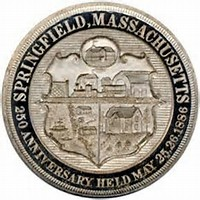 SPRINGFIELD, MASSACHUSETTS
250 ANNIVERSARY HELD MAY 25,26.1886